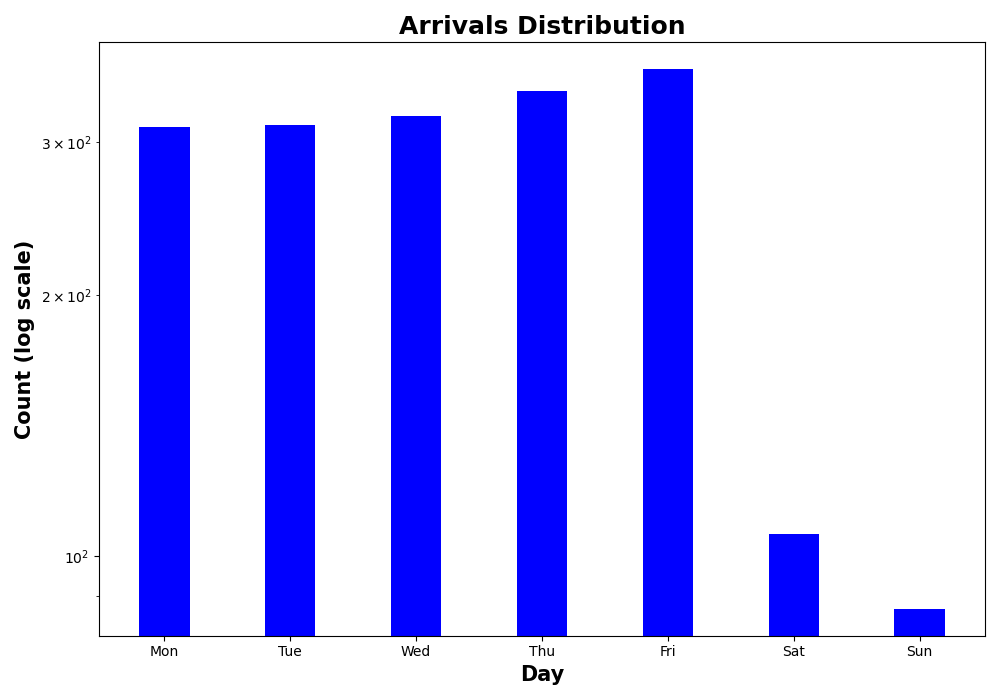 Arrivals Distribution
Count (log scale)
3 × 10²
2 × 10²
10²
Mon Tue Wed Thu Fri Sat Sun
Day